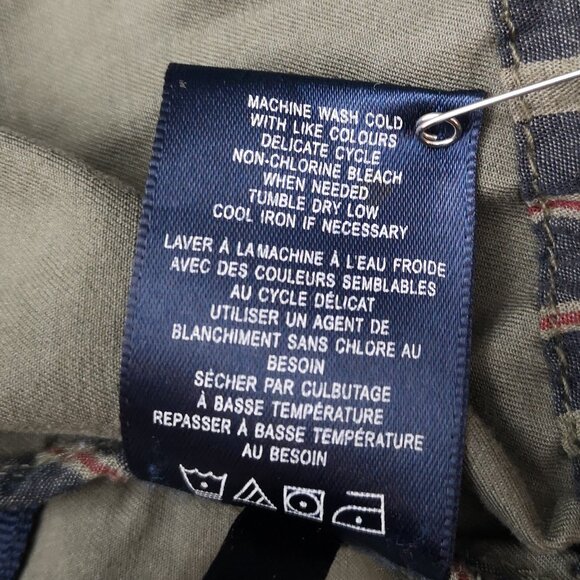 MACHINE WASH COLD
WITH LIKE COLOURS
DELICATE CYCLE
NON-CHLORINE BLEACH
WHEN NEEDED
TUMBLE DRY LOW
COOL IRON IF NECESSARY
LAVER À LA MACHINE À L'EAU FROIDE
AVEC DES COULEURS SEMBLABLES
AU CYCLE DÉLICAT
UTILISER UN AGENT DE
BLANCHIMENT SANS CHLORE AU
BESOIN
SÉCHER PAR CULBUTAGE
À BASSE TEMPÉRATURE
REPASSER À BASSE TEMPÉRATURE
AU BESOIN